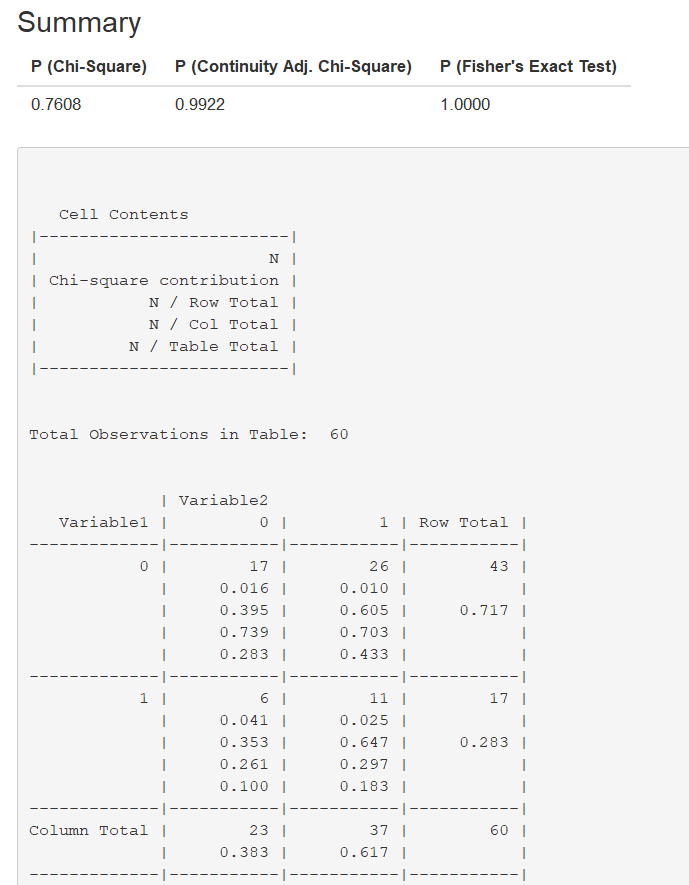 Summary
P (Chi-Square) P (Continuity Adj. Chi-Square) P (Fisher's Exact Test)
0.7608 0.9922 1.0000
   Cell Contents
|-------------------------|
|                       N |
| Chi-square contribution |
|           N / Row Total |
|           N / Col Total |
|         N / Table Total |
|-------------------------|
Total Observations in Table:  60
             | Variable2
   Variable1 |         0 |         1 | Row Total |
-------------|-----------|-----------|-----------|
           0 |        17 |        26 |        43 |
             |     0.016 |     0.010 |           |
             |     0.395 |     0.605 |     0.717 |
             |     0.739 |     0.703 |           |
             |     0.283 |     0.433 |           |
-------------|-----------|-----------|-----------|
           1 |         6 |        11 |        17 |
             |     0.041 |     0.025 |           |
             |     0.353 |     0.647 |     0.283 |
             |     0.261 |     0.297 |           |
             |     0.100 |     0.183 |           |
-------------|-----------|-----------|-----------|
Column Total |        23 |        37 |        60 |
             |     0.383 |     0.617 |           |
-------------|-----------|-----------|-----------|